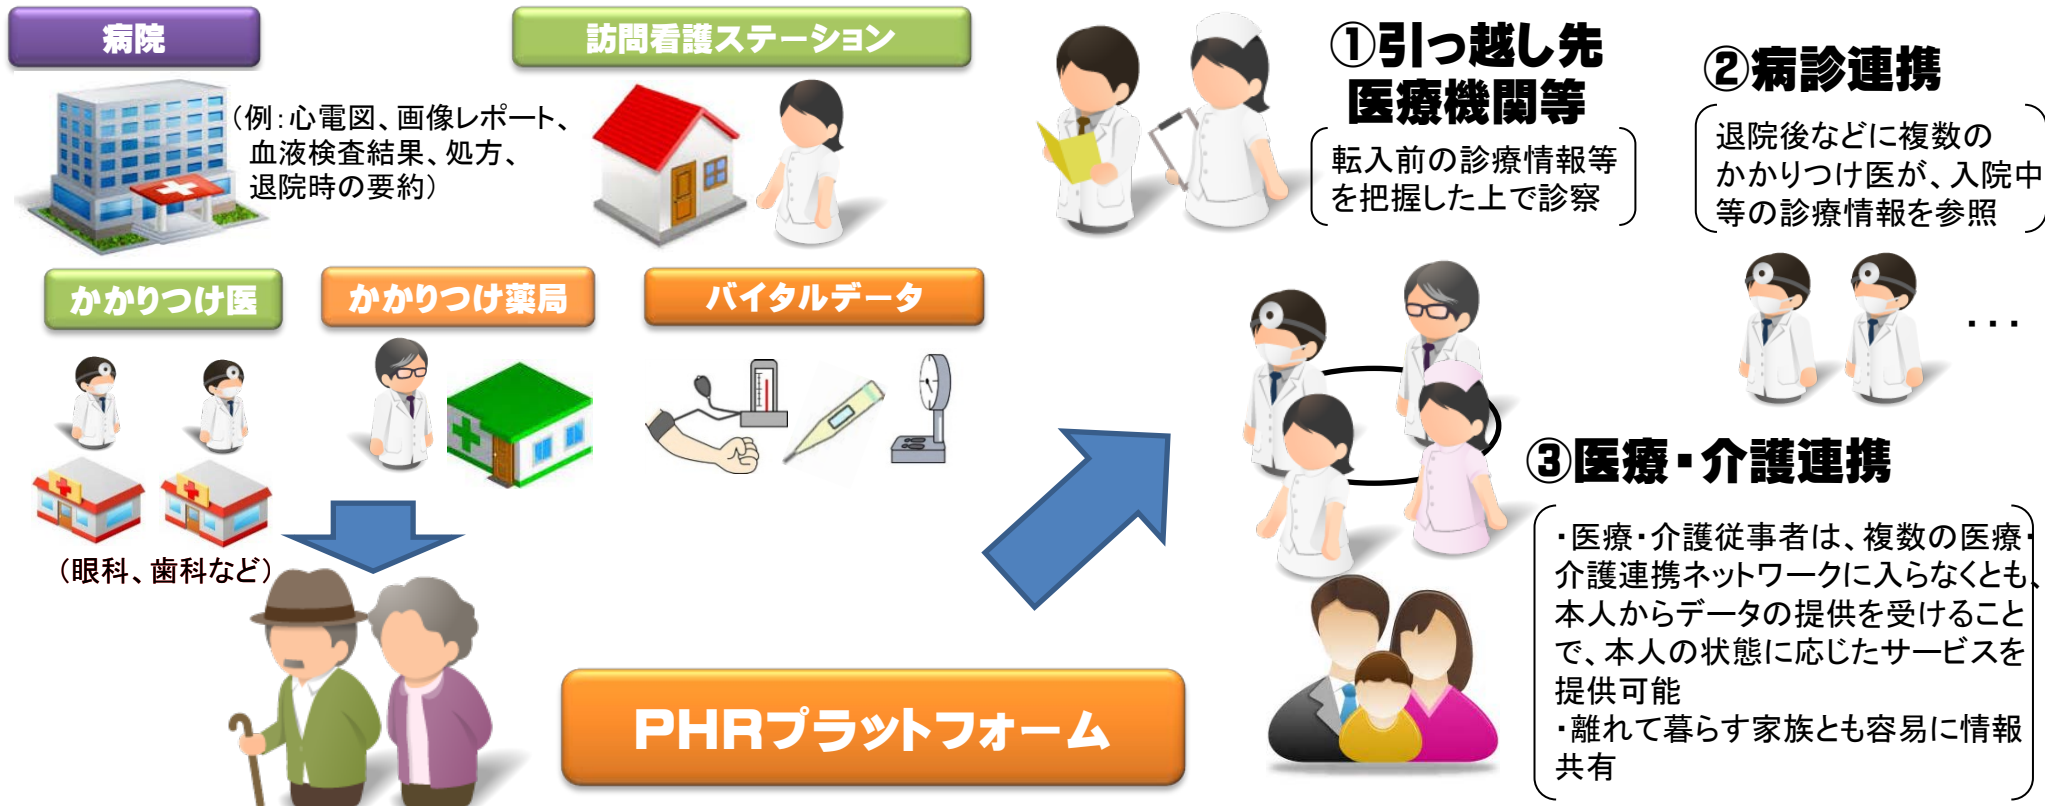 病院
(例:心電図、画像レポート、
血液検査結果、処方、
退院時の要約)
訪問看護ステーション
かかりつけ医
(眼科、歯科など)
かかりつけ薬局
バイタルデータ
PHRプラットフォーム
①引っ越し先
医療機関等
転入前の診療情報等
を把握した上で診察
②病診連携
退院後などに複数の
かかりつけ医が、入院中
等の診療情報を参照
・・・
③医療・介護連携
・医療・介護従事者は、複数の医療・
介護連携ネットワークに入らなくとも、
本人からデータの提供を受けること
で、本人の状態に応じたサービスを
提供可能
・離れて暮らす家族とも容易に情報
共有